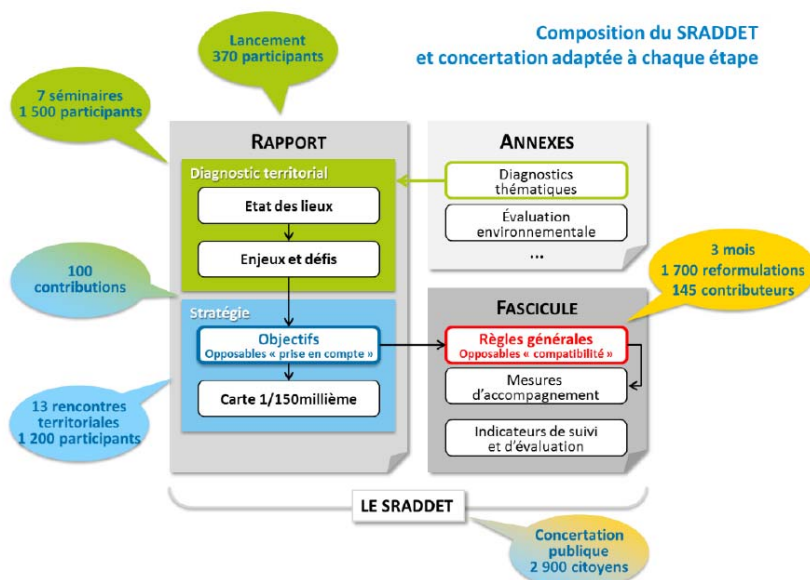 Composition du SRADDET
et concertation adaptée à chaque étape
Lancement
370 participants
7 séminaires
1 500 participants
RAPPORT
Diagnostic territorial
Etat des lieux
Enjeux et défis
100
contributions
Stratégie
Objectifs
Opposables « prise en compte »
Carte 1/150millième
13 rencontres
territoriales
1 200 participants
ANNEXES
Diagnostics
thématiques
Évaluation
environnementale
...
3 mois
1 700 reformulations
145 contributeurs
FASCICULE
Règles générales
Opposables « compatibilité »
Mesures
d'accompagnement
Indicateurs de suivi
et d'évaluation
LE SRADDET
Concertation
publique
2 900 citoyens